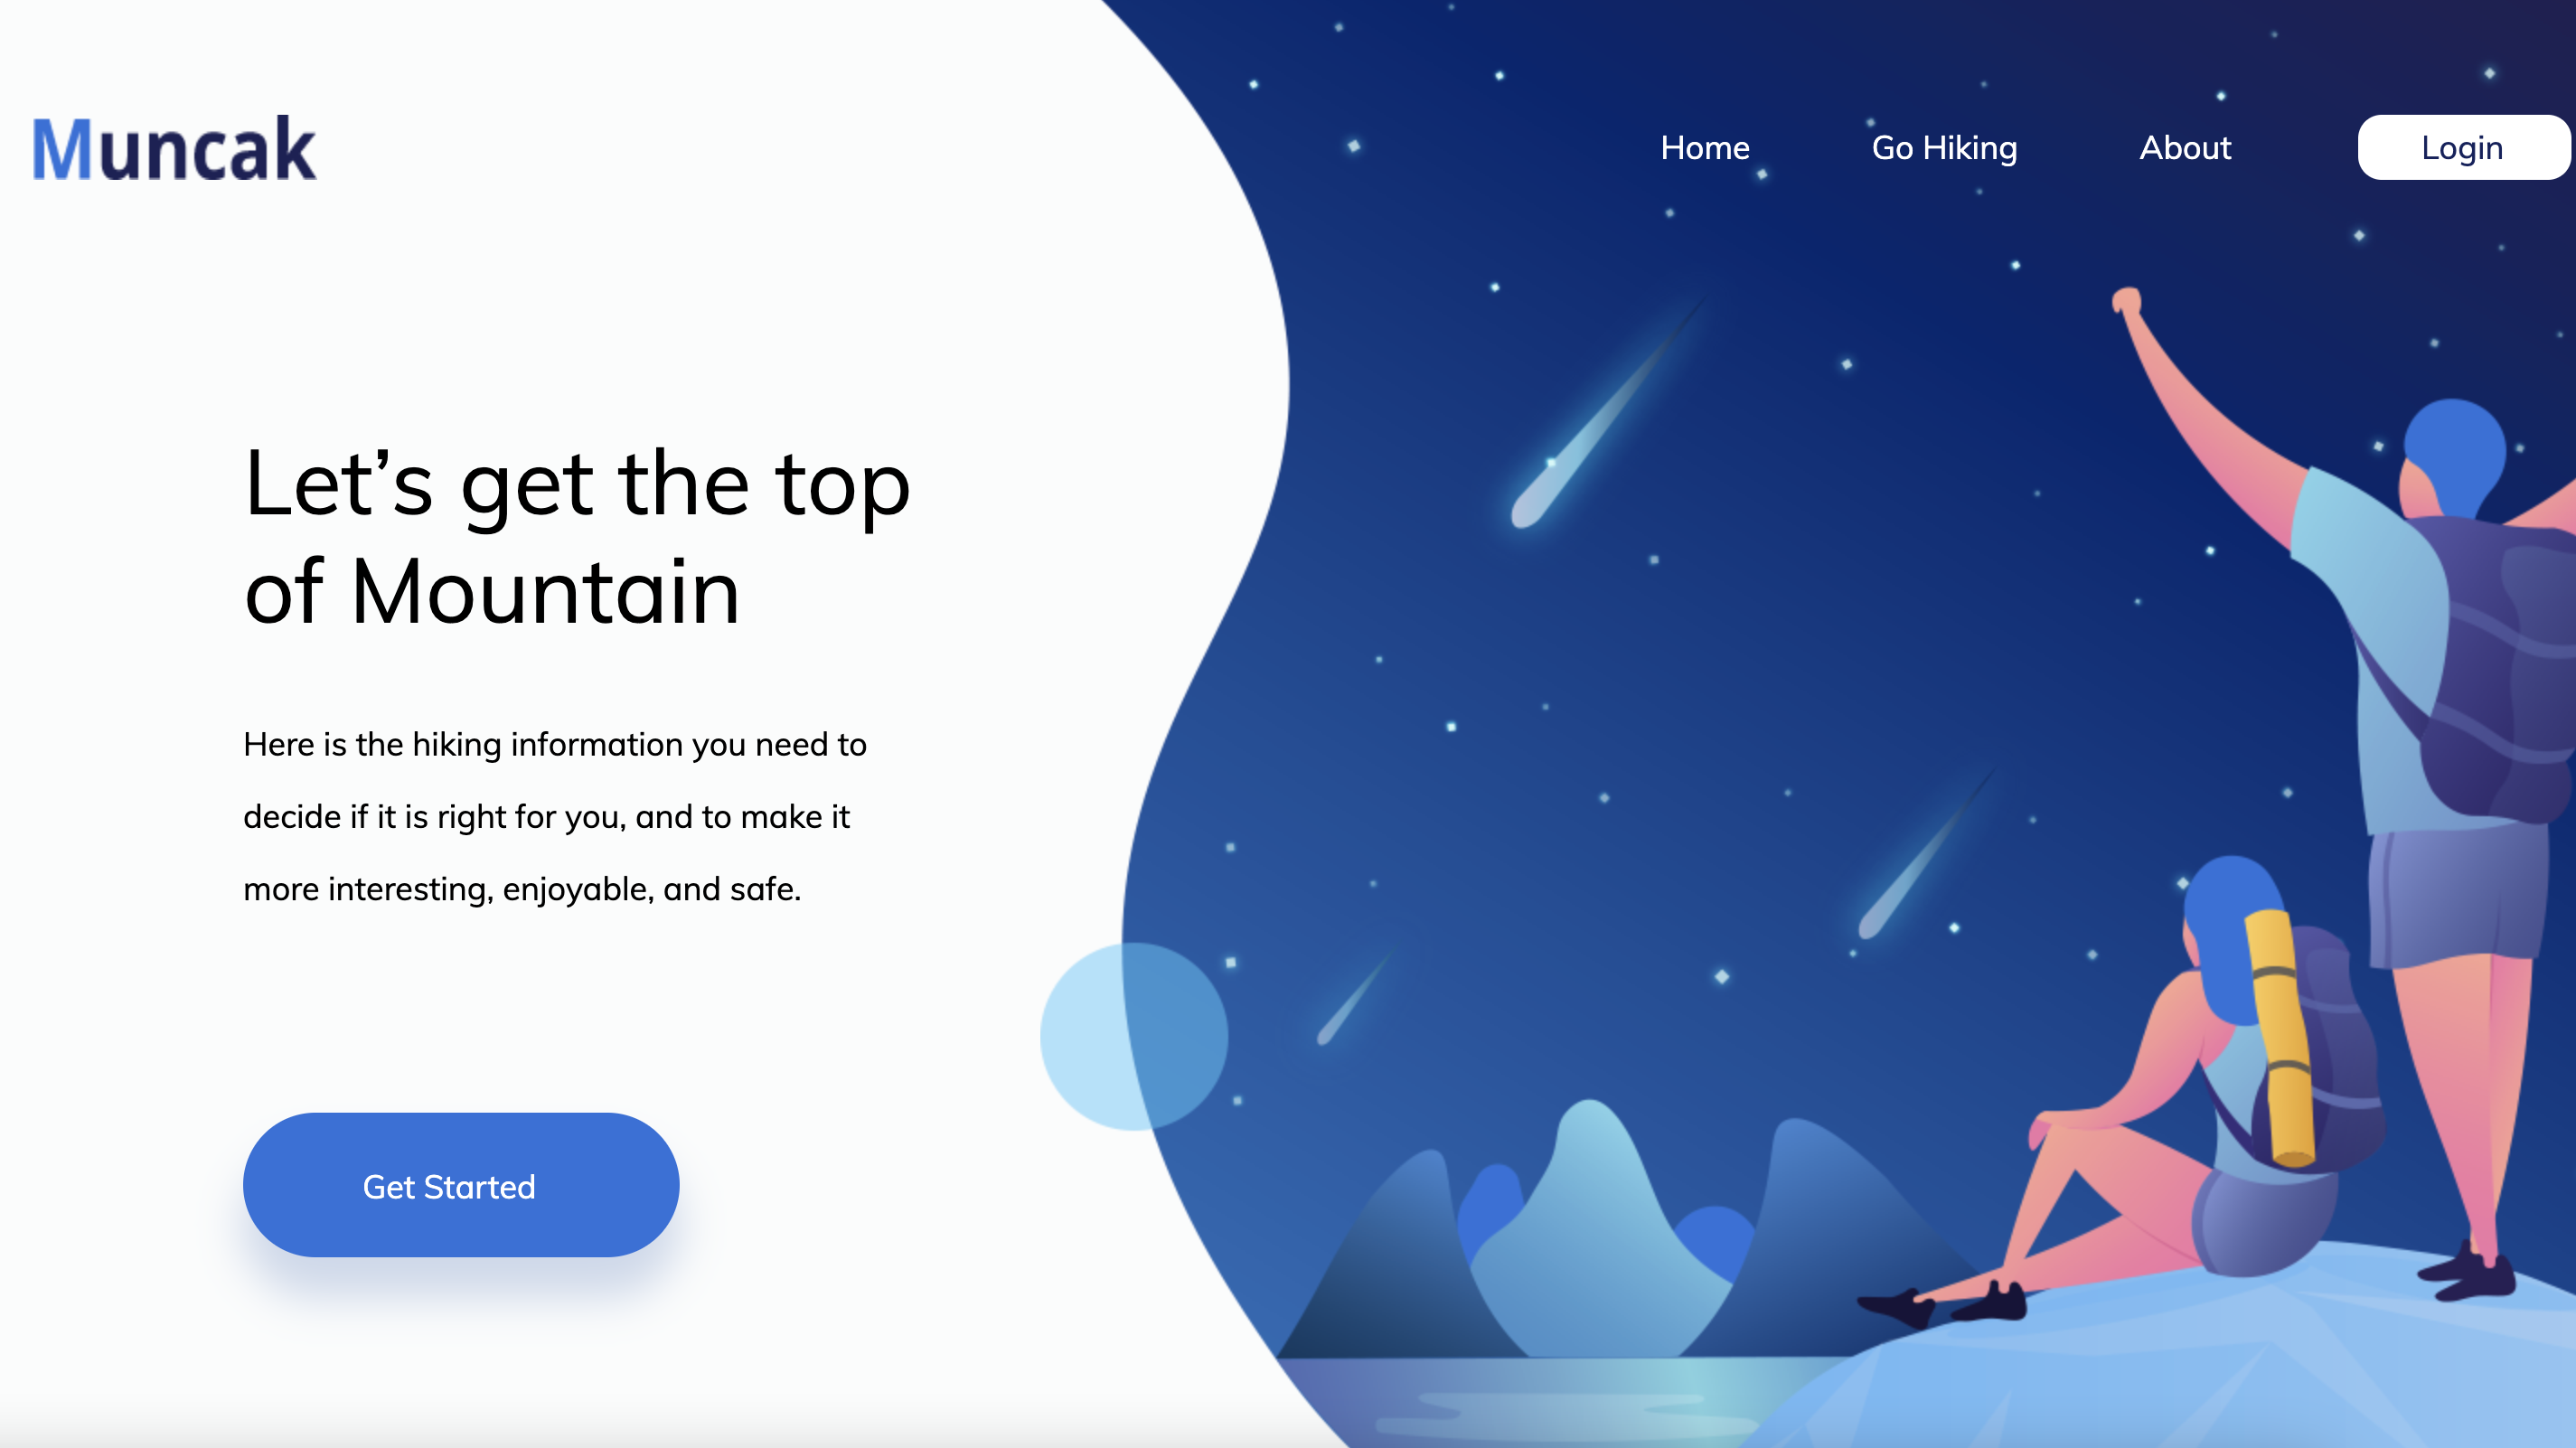 Muncak
Home
Go Hiking
About
Login
Let’s get the top
of Mountain
Here is the hiking information you need to
decide if it is right for you, and to make it
more interesting, enjoyable, and safe.
Get Started